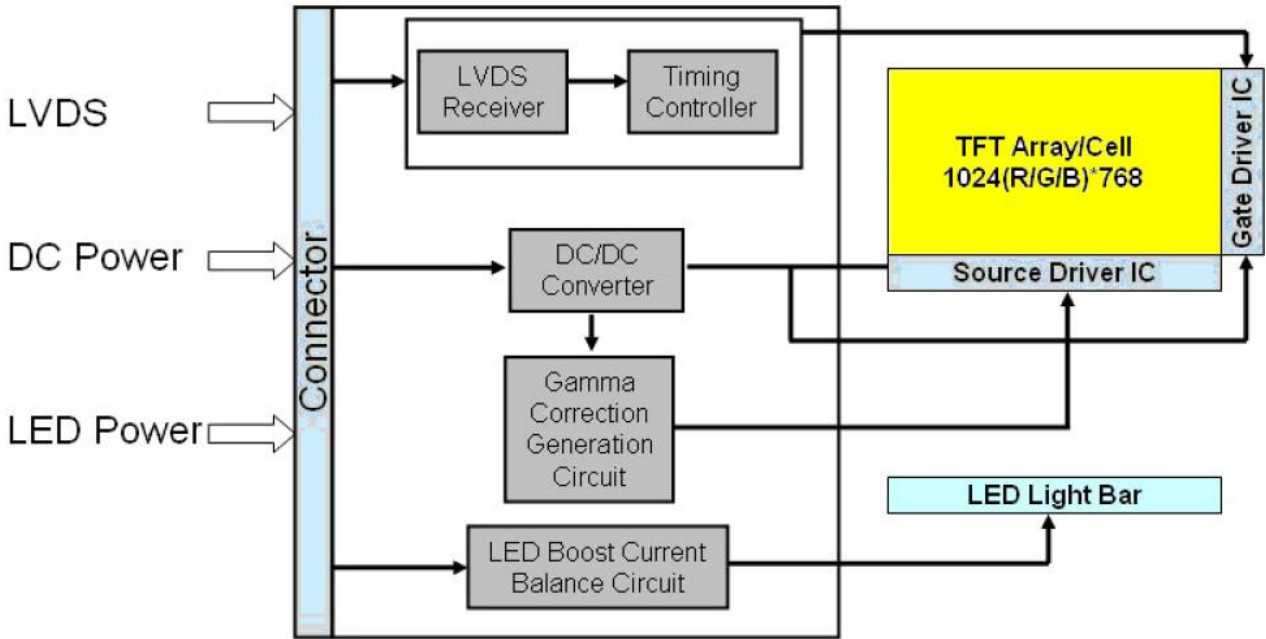 LVDS
DC Power
LED Power
Connector
LVDS
Receiver
Timing
Controller
DC/DC
Converter
Gamma
Correction
Generation
Circuit
LED Boost Current
Balance Circuit
TFT Array/Cell
1024(R/G/B)*768
Gate Driver IC
Source Driver IC
LED Light Bar